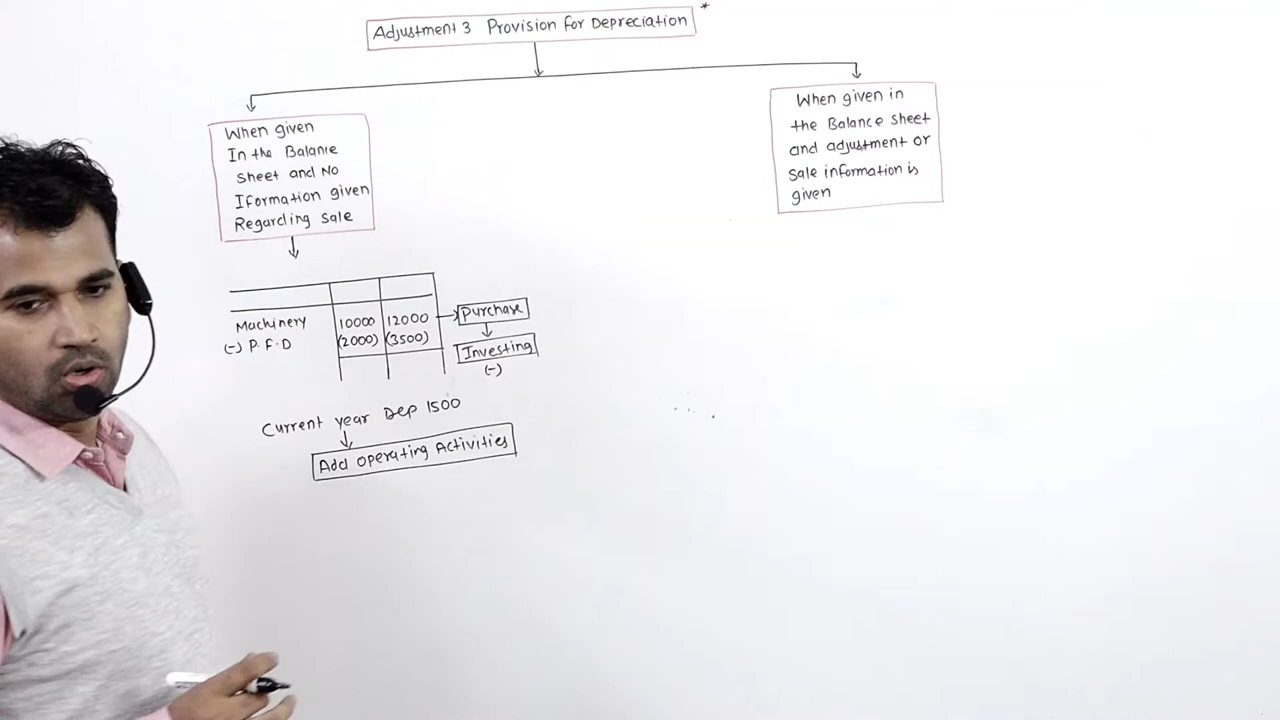 Adjustment 3 Provision for Depreciation *
When given
In the Balance
sheet and No
Iformation given
Regarding sale
When given in
the Balance sheet
and adjustment or
sale information is
given
Machinery 10000 12000
(-) P.F.D (2000) (3500)
Purchase
Investing
(-)
Current year Dep 1500
Add Operating Activities